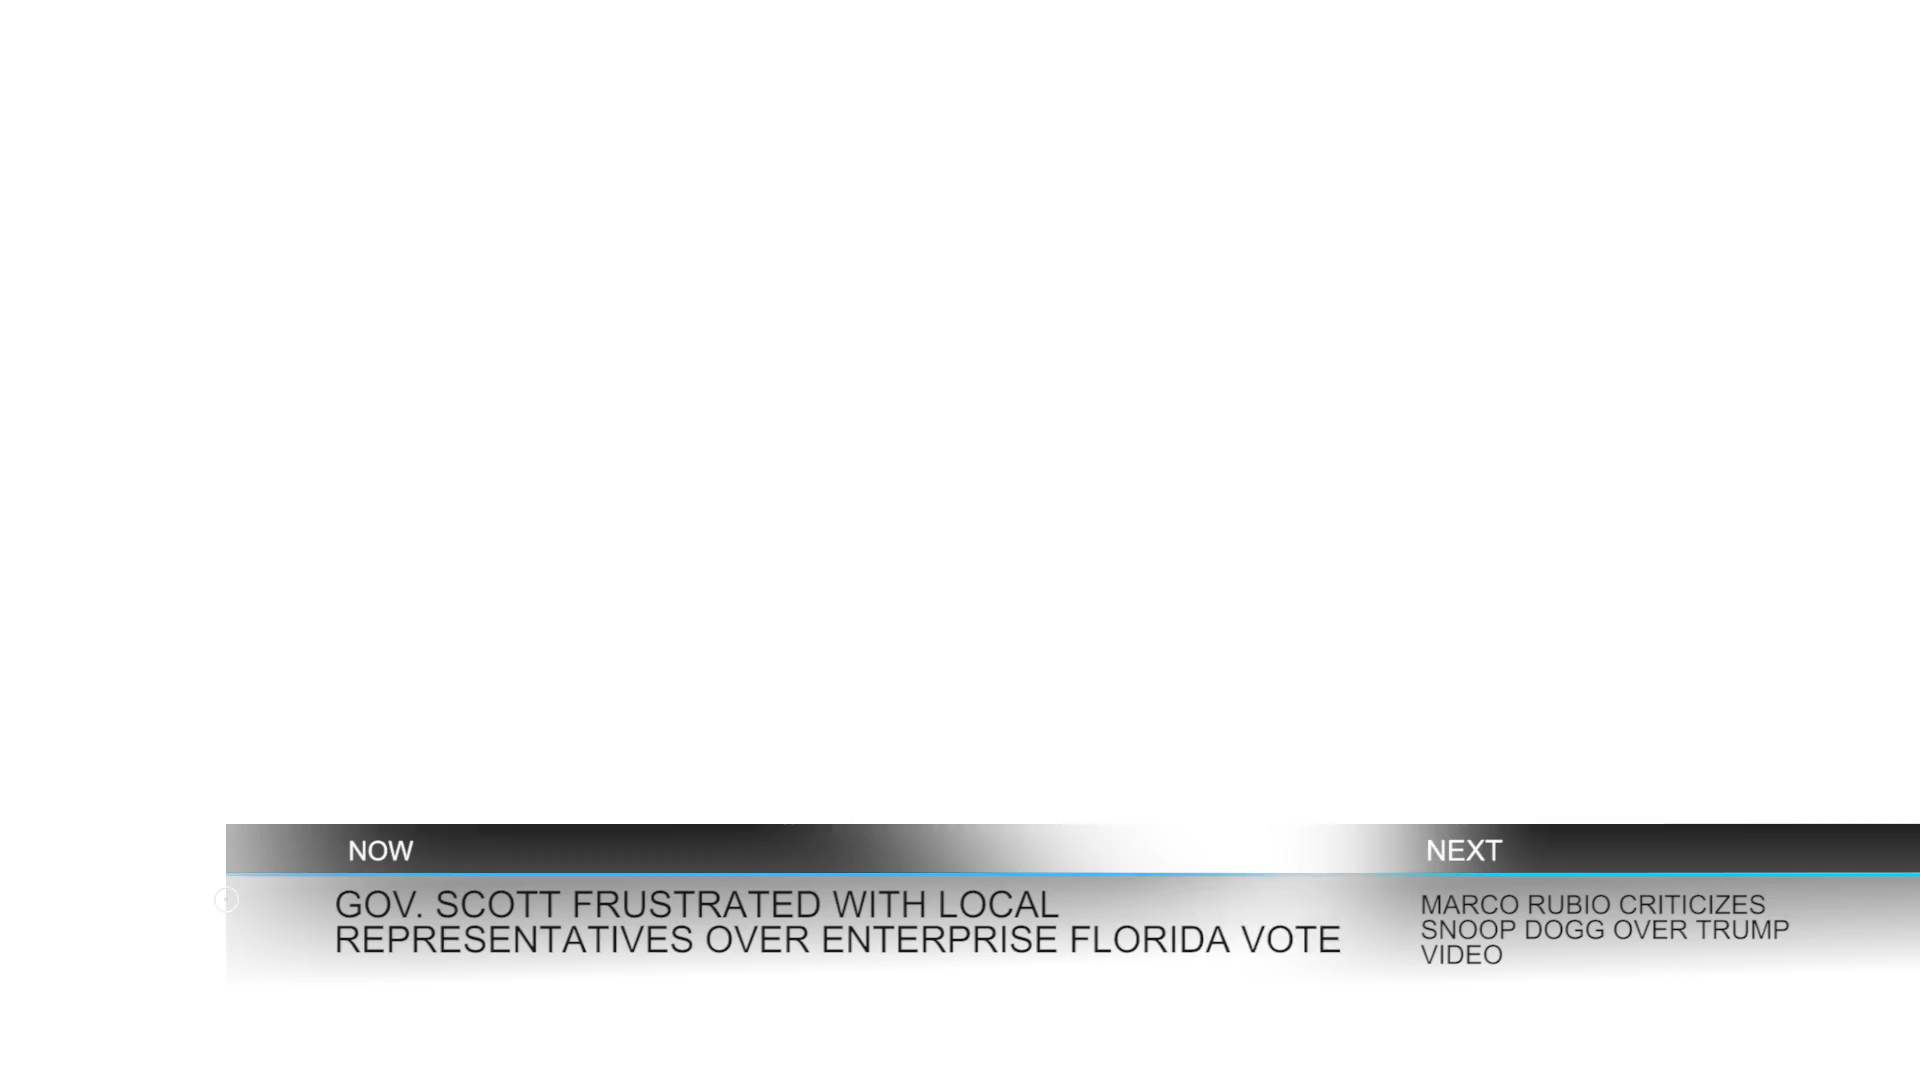 NOW
GOV. SCOTT FRUSTRATED WITH LOCAL
REPRESENTATIVES OVER ENTERPRISE FLORIDA VOTE
NEXT
MARCO RUBIO CRITICIZES
SNOOP DOGG OVER TRUMP
VIDEO